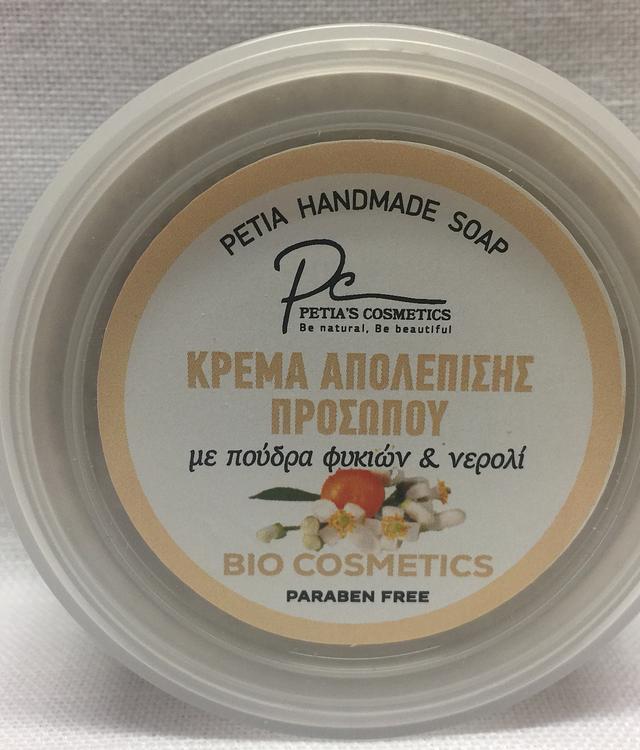 PETIA HANDMADE SOAP
Pc
PETIA'S COSMETICS
Be natural, Be beautiful
ΚΡΕΜΑ ΑΠΟΛΕΠΙΣΗΣ
ΠΡΟΣΩΠΟΥ
με πούδρα φυκιών & νερολί
BIO COSMETICS
PARABEN FREE